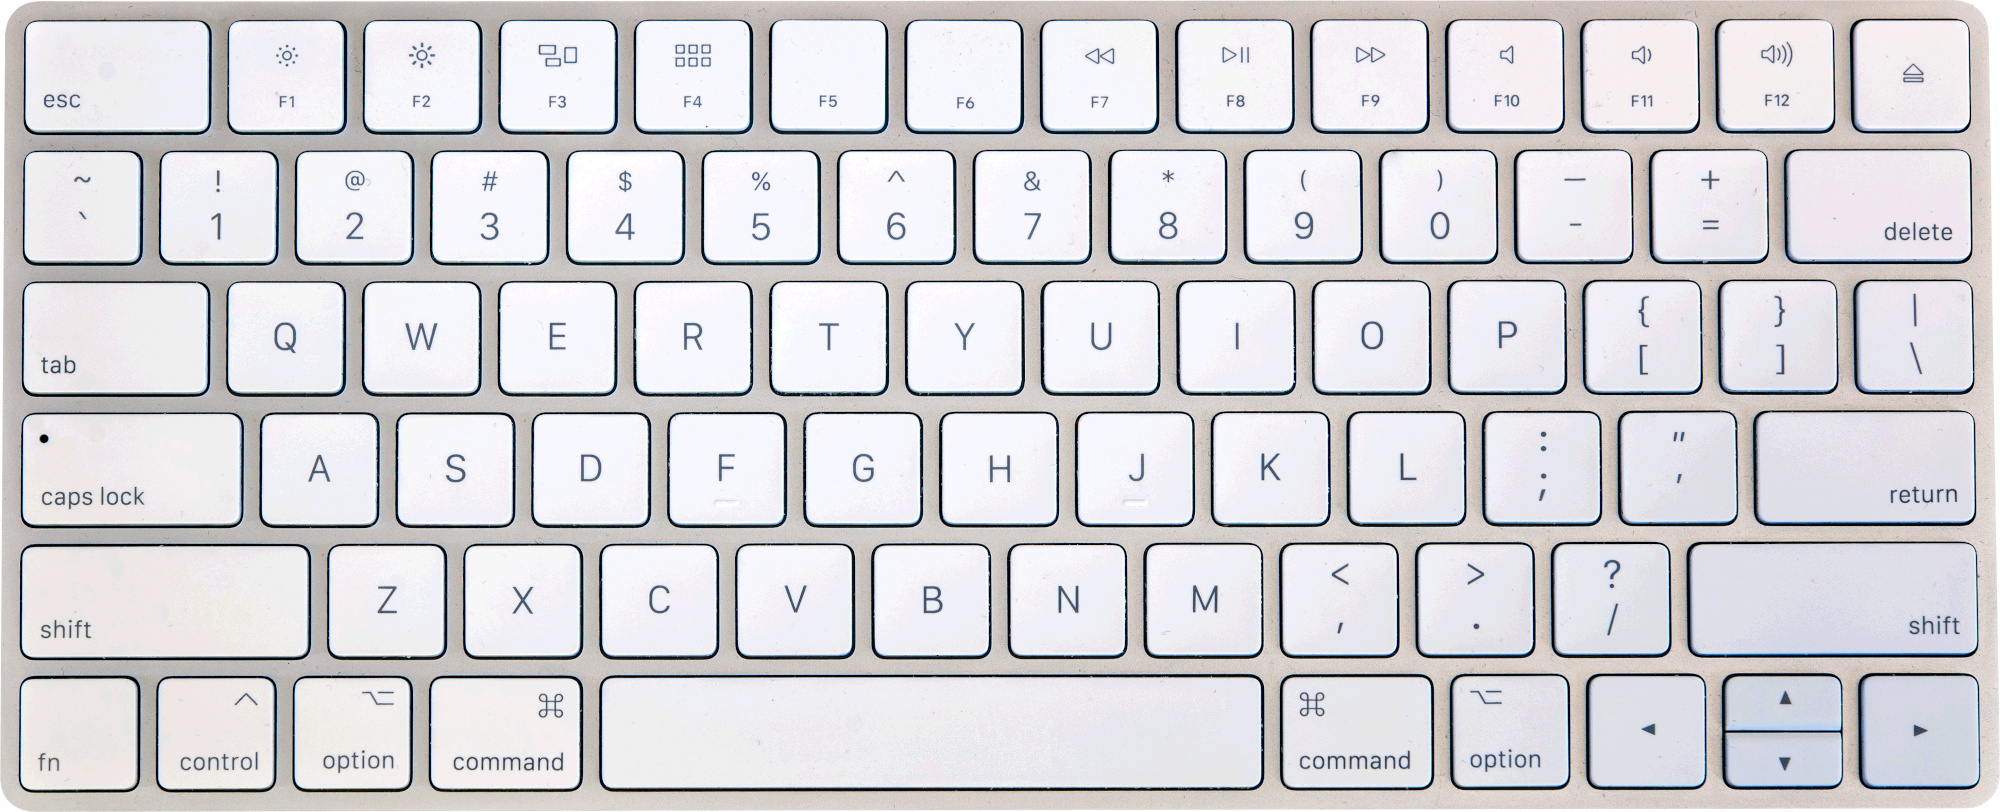 esc F1 F2 F3 F4 F5 F6 F7 F8 F9 F10 F11 F12
~ ! @ # $ % ^ & * ( ) — +
` 1 2 3 4 5 6 7 8 9 0 - = delete
tab Q W E R T Y U I O P { [ } ] | \
caps lock A S D F G H J K L : ; " ' return
shift Z X C V B N M < , > . ? / shift
fn control option command command option